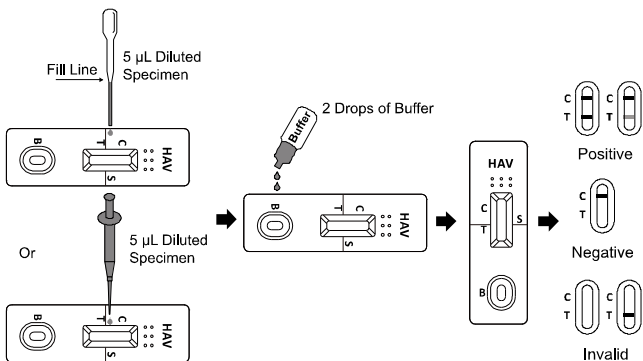 5 µL Diluted
Specimen
Fill Line
B
C
T
S
HAV
Or
5 µL Diluted
Specimen
B
C
T
S
HAV
Buffer
2 Drops of Buffer
B
C
T
S
HAV
HAV
C
S
T
B
C
T
C
T
Positive
C
T
Negative
C
T
C
T
Invalid